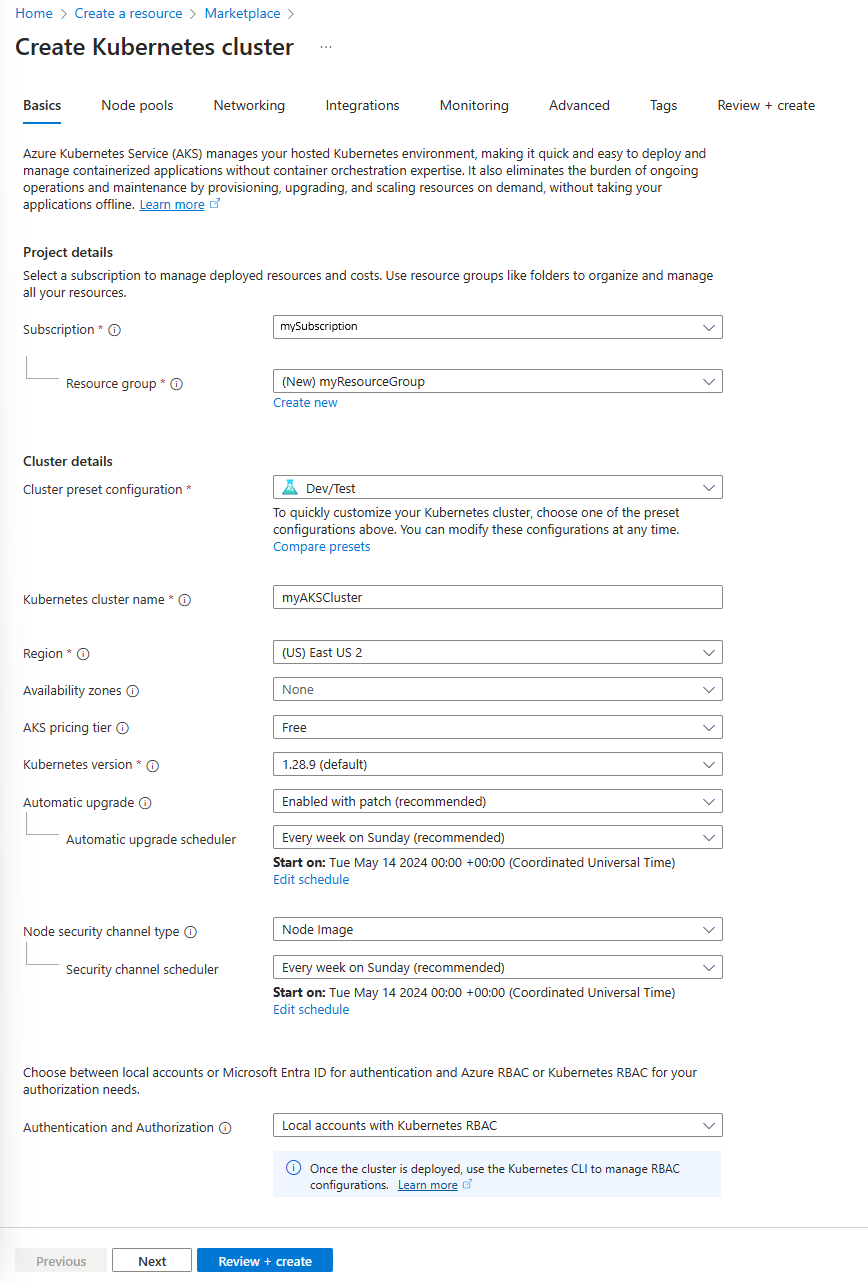 Home > Create a resource > Marketplace >
Create Kubernetes cluster ...
Basics Node pools Networking Integrations Monitoring Advanced Tags Review + create
Azure Kubernetes Service (AKS) manages your hosted Kubernetes environment, making it quick and easy to deploy and
manage containerized applications without container orchestration expertise. It also eliminates the burden of ongoing
operations and maintenance by provisioning, upgrading, and scaling resources on demand, without taking your
applications offline. Learn more
Project details
Select a subscription to manage deployed resources and costs. Use resource groups like folders to organize and manage
all your resources.
Subscription * mySubscription
Resource group * (New) myResourceGroup
Create new
Cluster details
Cluster preset configuration * Dev/Test
To quickly customize your Kubernetes cluster, choose one of the preset
configurations above. You can modify these configurations at any time.
Compare presets
Kubernetes cluster name * myAKSCluster
Region * (US) East US 2
Availability zones None
AKS pricing tier Free
Kubernetes version * 1.28.9 (default)
Automatic upgrade Enabled with patch (recommended)
Automatic upgrade scheduler Every week on Sunday (recommended)
Start on: Tue May 14 2024 00:00 +00:00 (Coordinated Universal Time)
Edit schedule
Node security channel type Node Image
Security channel scheduler Every week on Sunday (recommended)
Start on: Tue May 14 2024 00:00 +00:00 (Coordinated Universal Time)
Edit schedule
Choose between local accounts or Microsoft Entra ID for authentication and Azure RBAC or Kubernetes RBAC for your
authorization needs.
Authentication and Authorization Local accounts with Kubernetes RBAC
Once the cluster is deployed, use the Kubernetes CLI to manage RBAC
configurations. Learn more
Previous Next Review + create